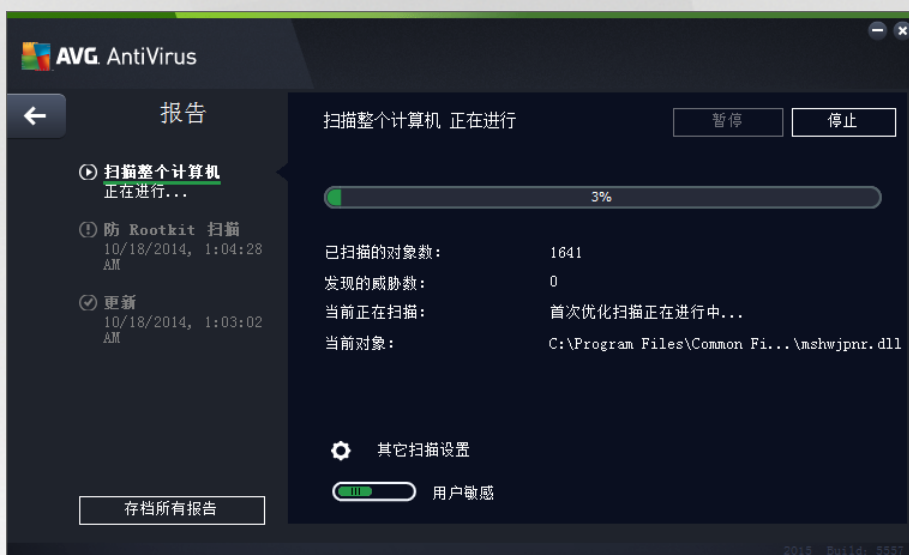 AVG AntiVirus
报告
扫描整个计算机
正在进行...
防 Rootkit 扫描
10/18/2014, 1:04:28
AM
更新
10/18/2014, 1:03:02
AM
存档所有报告
扫描整个计算机 正在进行
暂停
停止
3%
已扫描的对象数: 1641
发现的威胁数: 0
当前正在扫描: 首次优化扫描正在进行中...
当前对象: C:\Program Files\Common Fi...\mshwjpnr.dll
其它扫描设置
用户敏感
2015 Build: